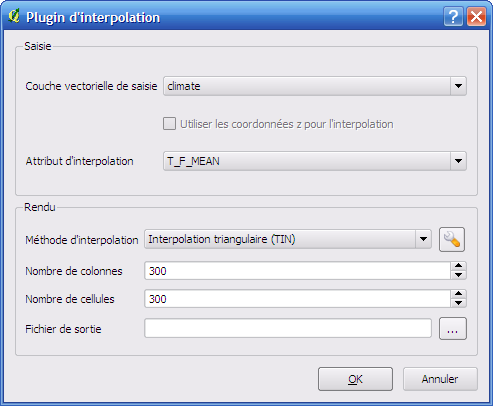 Plugin d'interpolation
Saisie
Couche vectorielle de saisie climate
Utiliser les coordonnées z pour l'interpolation
Attribut d'interpolation T_F_MEAN
Rendu
Méthode d'interpolation Interpolation triangulaire (TIN)
Nombre de colonnes 300
Nombre de cellules 300
Fichier de sortie ...
OK Annuler